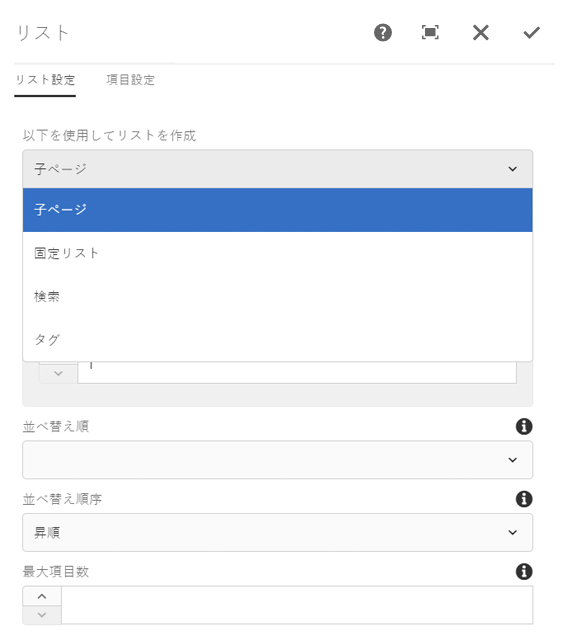 リスト
リスト設定
項目設定
以下を使用してリストを作成
子ページ
子ページ
固定リスト
検索
タグ
並べ替え順
並べ替え順序
昇順
最大項目数